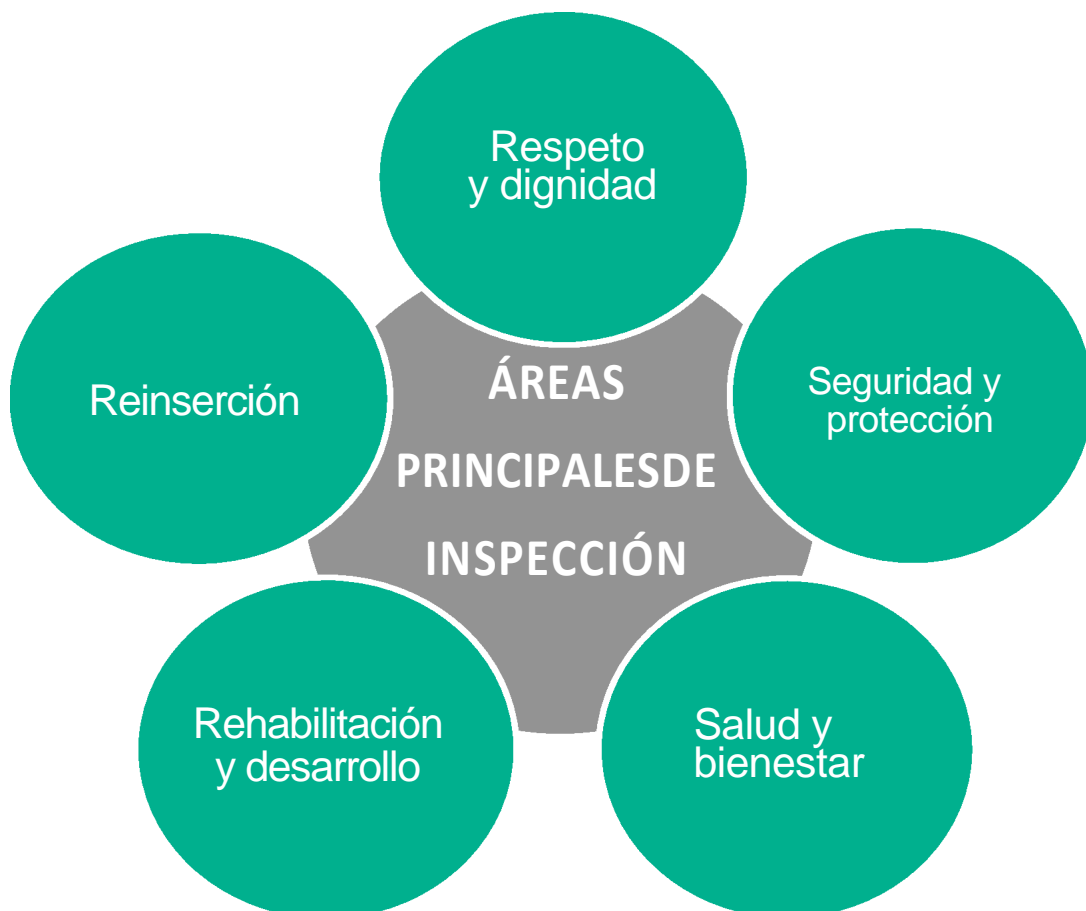 Respeto
y dignidad
Seguridad y
protección
Salud y
bienestar
Rehabilitación
y desarrollo
Reinserción
ÁREAS
PRINCIPALESDE
INSPECCIÓN